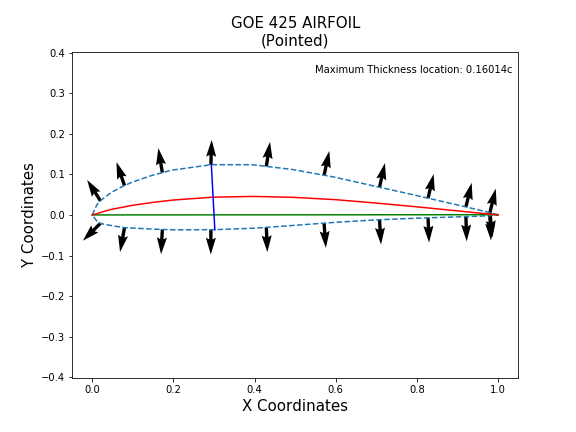 GOE 425 AIRFOIL
(Pointed)
Maximum Thickness location: 0.16014c
0.4
0.3
0.2
0.1
0.0
−0.1
−0.2
−0.3
−0.4
Y Coordinates
0.0 0.2 0.4 0.6 0.8 1.0
X Coordinates